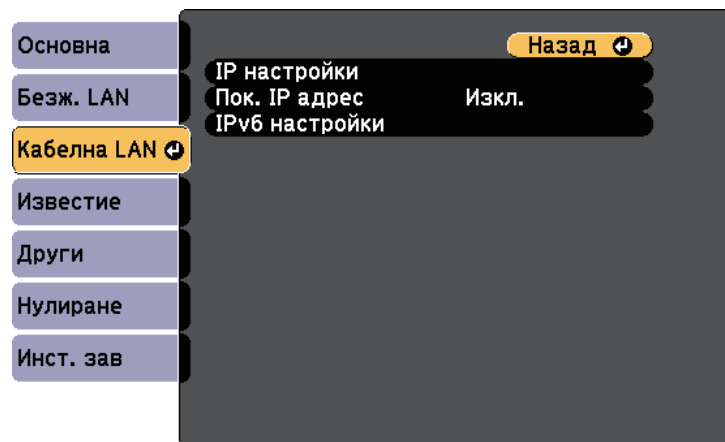 Основна
Безж. LAN
Кабелна LAN
Известие
Други
Нулиране
Инст. зав
Назад
IP настройки
Пок. IP адрес Изкл.
IPv6 настройки